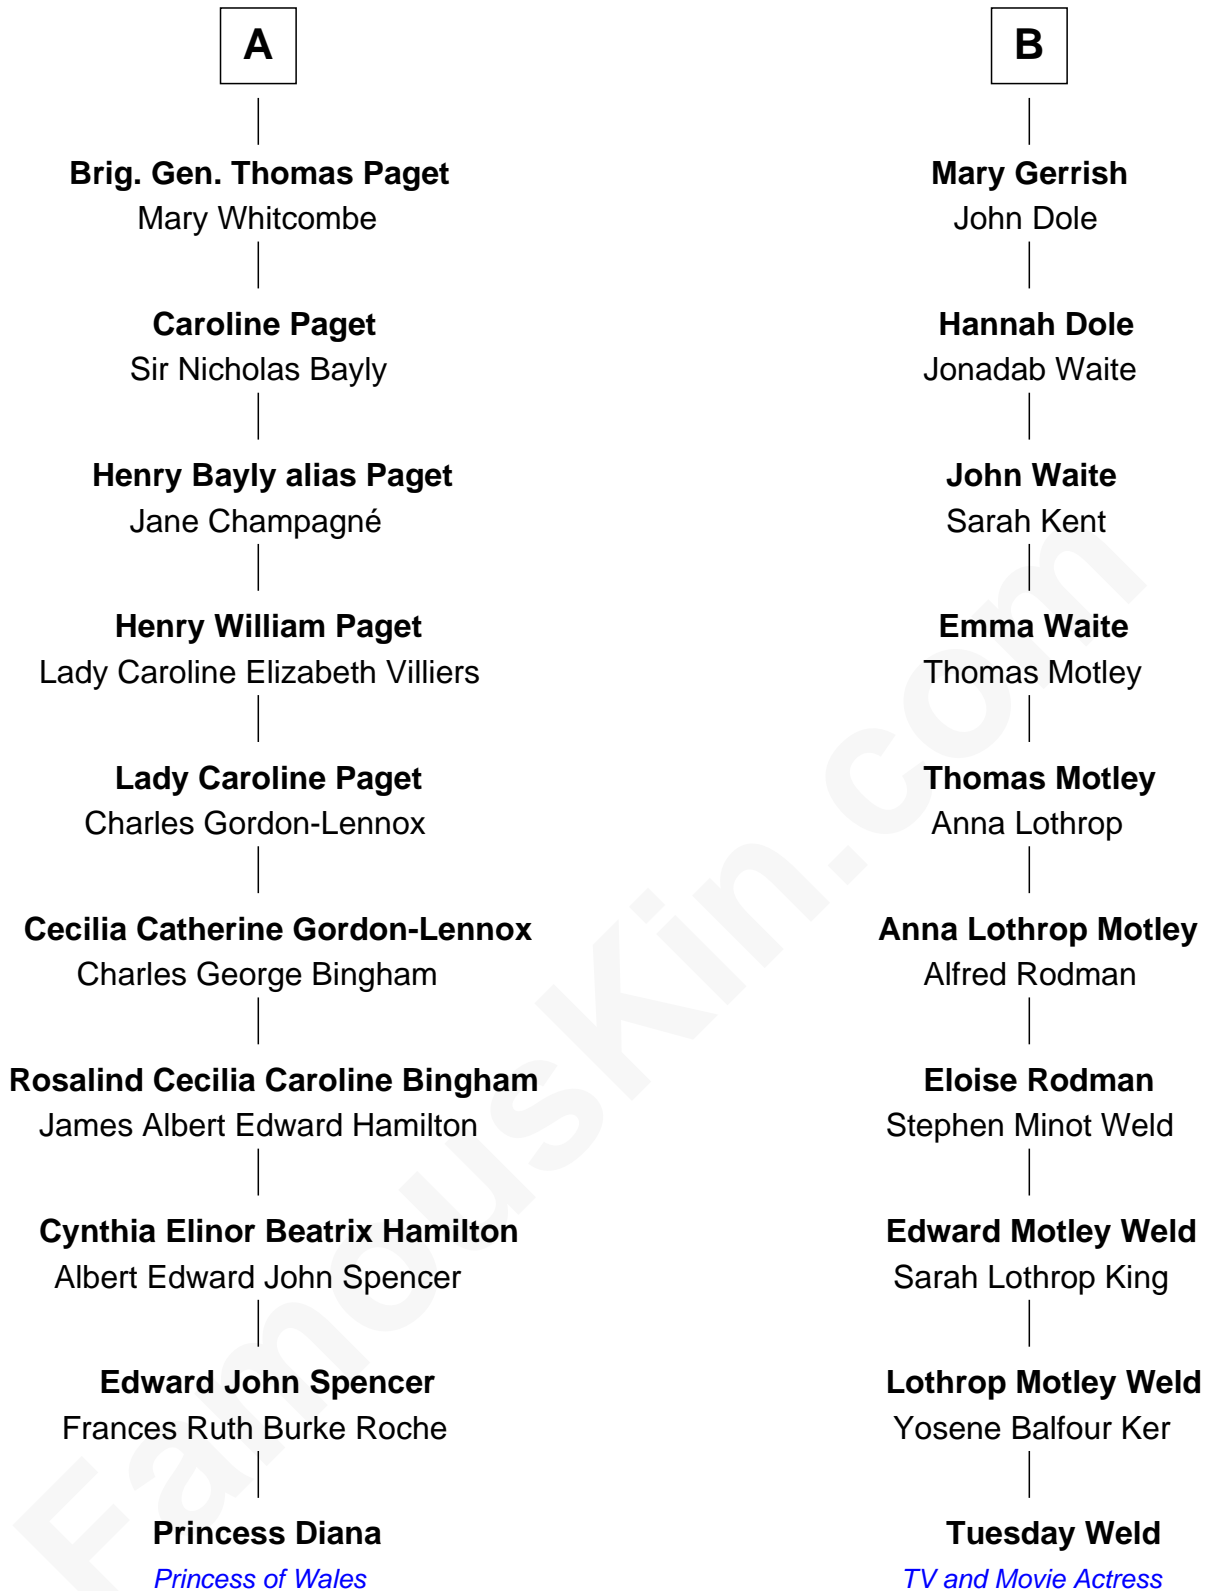 A
Brig. Gen. Thomas Paget
Mary Whitcombe
Caroline Paget
Sir Nicholas Bayly
Henry Bayly alias Paget
Jane Champagné
Henry William Paget
Lady Caroline Elizabeth Villiers
Lady Caroline Paget
Charles Gordon-Lennox
Cecilia Catherine Gordon-Lennox
Charles George Bingham
Rosalind Cecilia Caroline Bingham
James Albert Edward Hamilton
Cynthia Elinor Beatrix Hamilton
Albert Edward John Spencer
Edward John Spencer
Frances Ruth Burke Roche
Princess Diana
Princess of Wales
B
Mary Gerrish
John Dole
Hannah Dole
Jonadab Waite
John Waite
Sarah Kent
Emma Waite
Thomas Motley
Thomas Motley
Anna Lothrop
Anna Lothrop Motley
Alfred Rodman
Eloise Rodman
Stephen Minot Weld
Edward Motley Weld
Sarah Lothrop King
Lothrop Motley Weld
Yosene Balfour Ker
Tuesday Weld
TV and Movie Actress
FamousKin.com